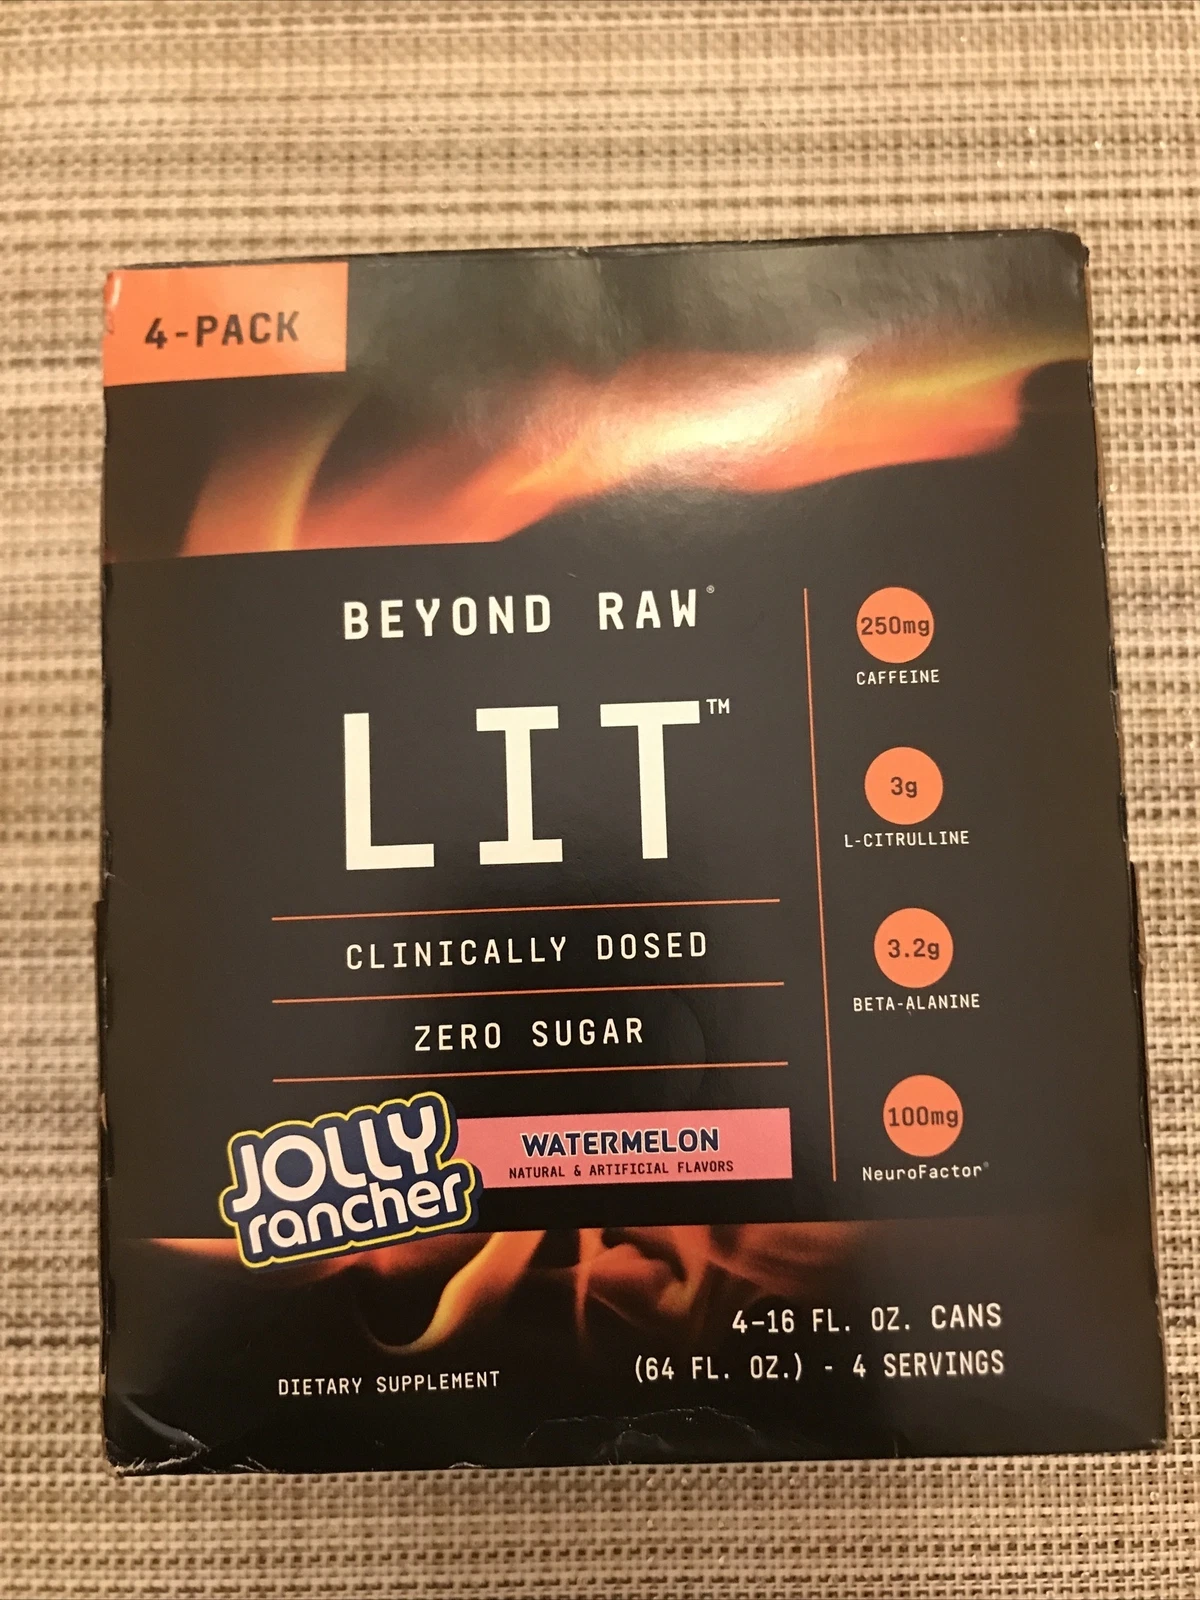 4-PACK
BEYOND RAW®
LIT™
CLINICALLY DOSED
ZERO SUGAR
JOLLY
rancher
WATERMELON
NATURAL & ARTIFICIAL FLAVORS
250mg
CAFFEINE
3g
L-CITRULLINE
3.2g
BETA-ALANINE
100mg
NeuroFactor®
4-16 FL. OZ. CANS
(64 FL. OZ.) - 4 SERVINGS
DIETARY SUPPLEMENT